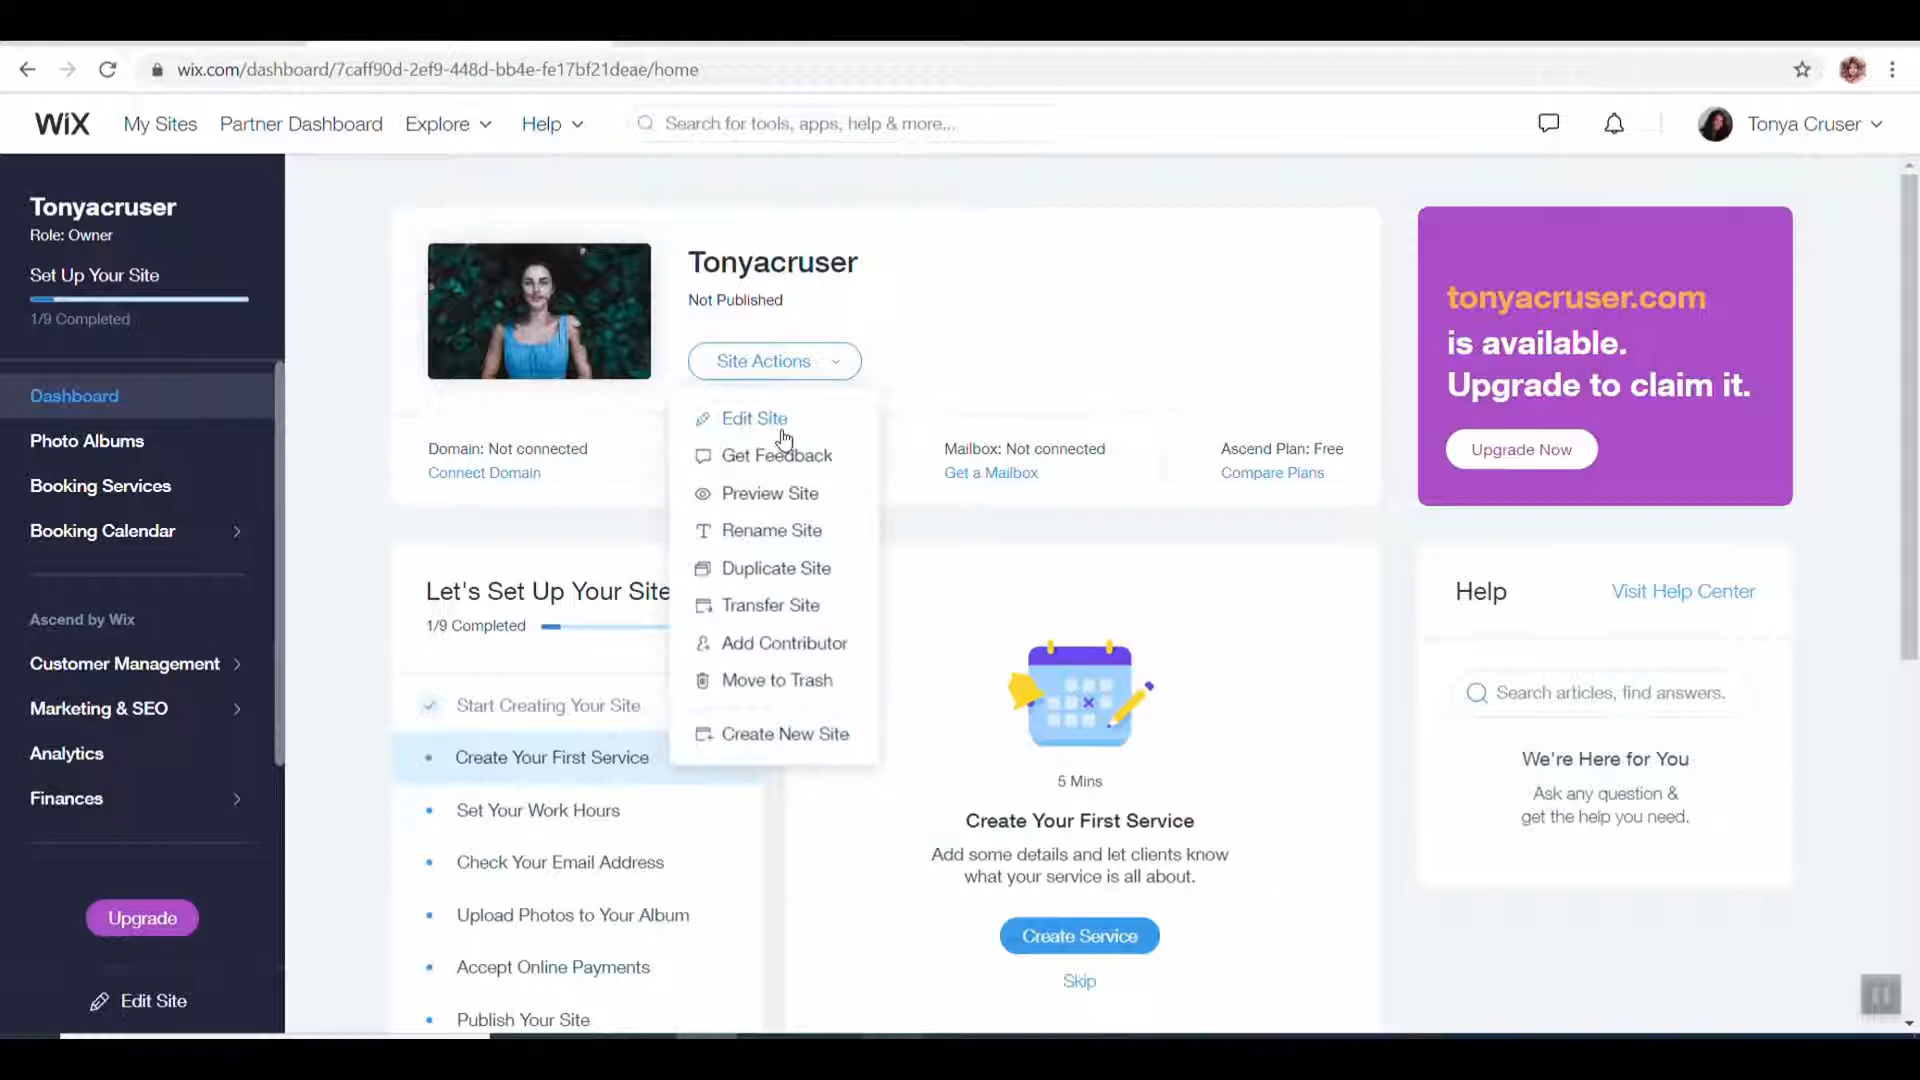 wix.com/dashboard/7caff90d-2ef9-448d-bb4e-fe17bf21deae/home
WIX My Sites Partner Dashboard Explore Help Search for tools, apps, help & more... Tonya Cruser
Tonyacruser
Role: Owner
Set Up Your Site
1/9 Completed
Dashboard
Photo Albums
Booking Services
Booking Calendar
Ascend by Wix
Customer Management
Marketing & SEO
Analytics
Finances
Upgrade
Edit Site
Tonyacruser
Not Published
Site Actions
Edit Site
Get Feedback
Preview Site
Rename Site
Duplicate Site
Transfer Site
Add Contributor
Move to Trash
Create New Site
Domain: Not connected
Connect Domain
Mailbox: Not connected
Get a Mailbox
Ascend Plan: Free
Compare Plans
Let's Set Up Your Site
1/9 Completed
Start Creating Your Site
Create Your First Service
Set Your Work Hours
Check Your Email Address
Upload Photos to Your Album
Accept Online Payments
Publish Your Site
5 Mins
Create Your First Service
Add some details and let clients know
what your service is all about.
Create Service
Skip
tonyacruser.com
is available.
Upgrade to claim it.
Upgrade Now
Help Visit Help Center
Search articles, find answers.
We're Here for You
Ask any question &
get the help you need.